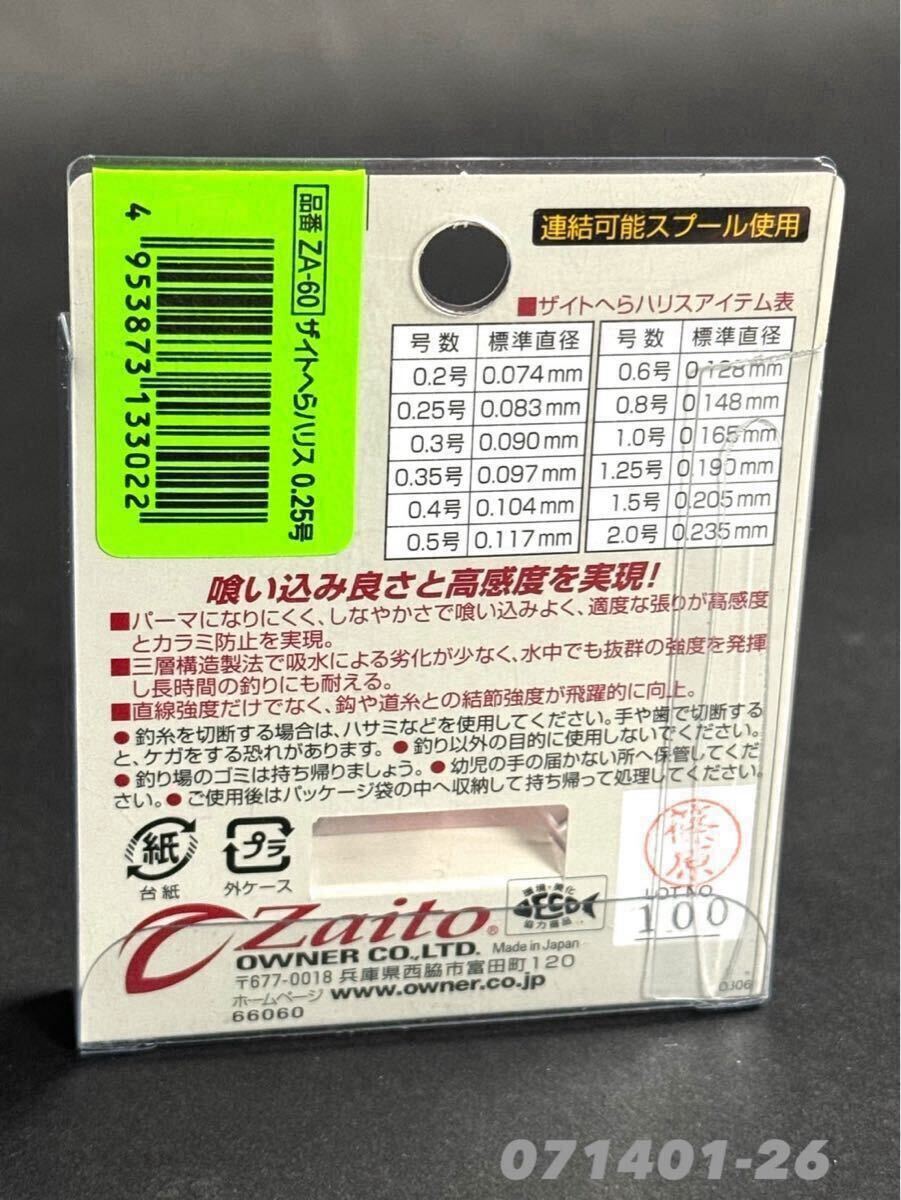 品番 ZA-60 ザイトへらハリス 0.25号
4 953873 133022
連結可能スプール使用
■ザイトへらハリスアイテム表
号数 標準直径 号数 標準直径
0.2号 0.074mm 0.6号 0.128mm
0.25号 0.083mm 0.8号 0.148mm
0.3号 0.090mm 1.0号 0.165mm
0.35号 0.097mm 1.25号 0.190mm
0.4号 0.104mm 1.5号 0.205mm
0.5号 0.117mm 2.0号 0.235mm
喰い込み良さと高感度を実現!
■パーマになりにくく、しなやかさで喰い込みよく、適度な張りが高感度
とカラミ防止を実現。
■三層構造製法で吸水による劣化が少なく、水中でも抜群の強度を発揮
し長時間の釣りにも耐える。
■直線強度だけでなく、鈎や道糸との結節強度が飛躍的に向上。
●釣糸を切断する場合は、ハサミなどを使用してください。手や歯で切断する
と、ケガをする恐れがあります。●釣り以外の目的に使用しないでください。
●釣り場のゴミは持ち帰りましょう。●幼児の手の届かない所へ保管してくだ
さい。●ご使用後はパッケージ袋の中へ収納して持ち帰って処理してください。
紙
台紙
プラ
外ケース
篠原
LOT NO
100
環境・美化
ECO
協力商品
Zaito®
OWNER CO.,LTD. Made in Japan
〒677-0018 兵庫県西脇市富田町120
ホームページ www.owner.co.jp
66060
0306
071401-26